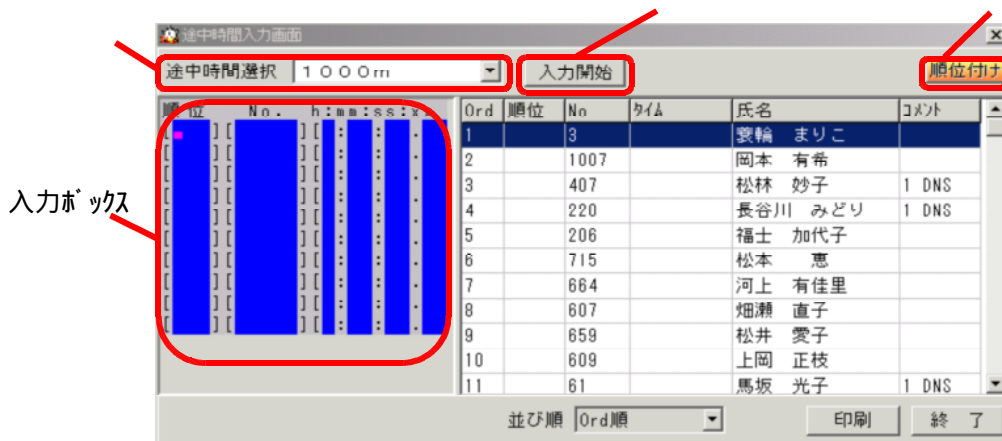 途中時間入力画面
途中時間選択 1000m 入力開始 順位付け
順位 No. h:mm:ss:x
Ord 順位 No タイム 氏名 コメント
1 3 簑輪 まりこ
2 1007 岡本 有希
3 407 松林 妙子 1 DNS
4 220 長谷川 みどり 1 DNS
5 206 福士 加代子
6 715 松本 恵
7 664 河上 有佳里
8 607 畑瀬 直子
9 659 松井 愛子
10 609 上岡 正枝
11 61 馬坂 光子 1 DNS
入力ボックス
並び順 Ord順 印刷 終 了